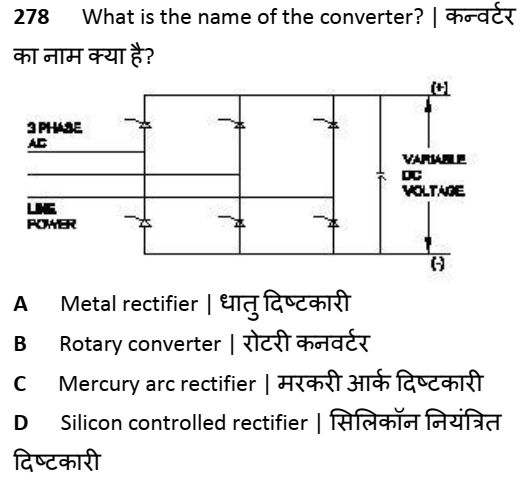 278 What is the name of the converter? | कन्वर्टर
का नाम क्या है?
(+)
3 PHASE
AC
VARIABLE
DC
VOLTAGE
LINE
POWER
(-)
A Metal rectifier | धातु दिष्टकारी
B Rotary converter | रोटरी कनवर्टर
C Mercury arc rectifier | मरकरी आर्क दिष्टकारी
D Silicon controlled rectifier | सिलिकॉन नियंत्रित
दिष्टकारी